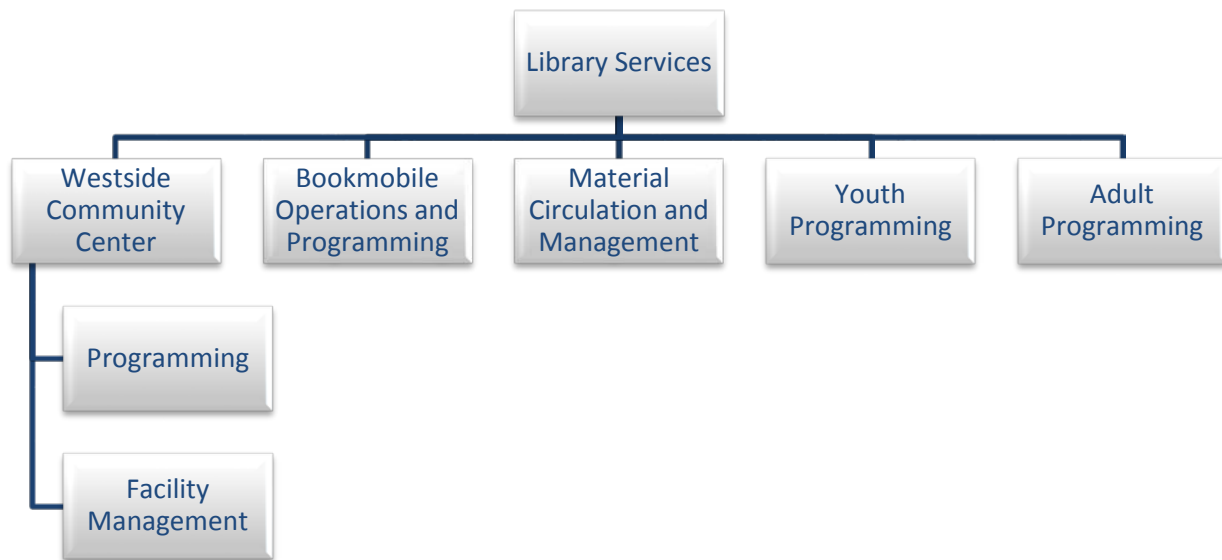 Library Services
Westside
Community
Center
Bookmobile
Operations and
Programming
Material
Circulation and
Management
Youth
Programming
Adult
Programming
Programming
Facility
Management